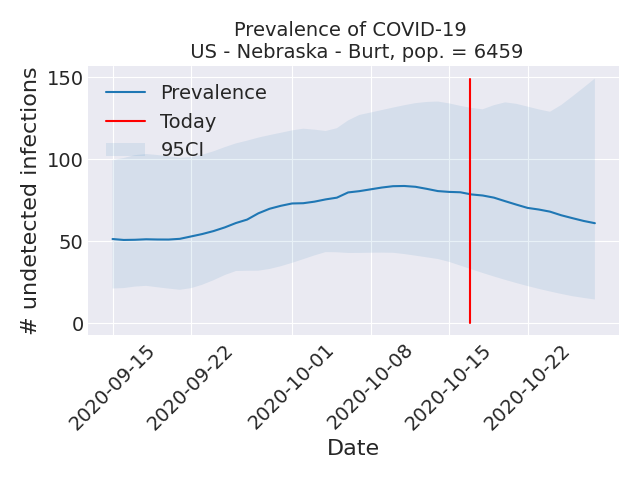 Prevalence of COVID-19
US - Nebraska - Burt, pop. = 6459
# undetected infections
150
100
50
0
Prevalence
Today
95CI
2020-09-15
2020-09-22
2020-10-01
2020-10-08
2020-10-15
2020-10-22
Date